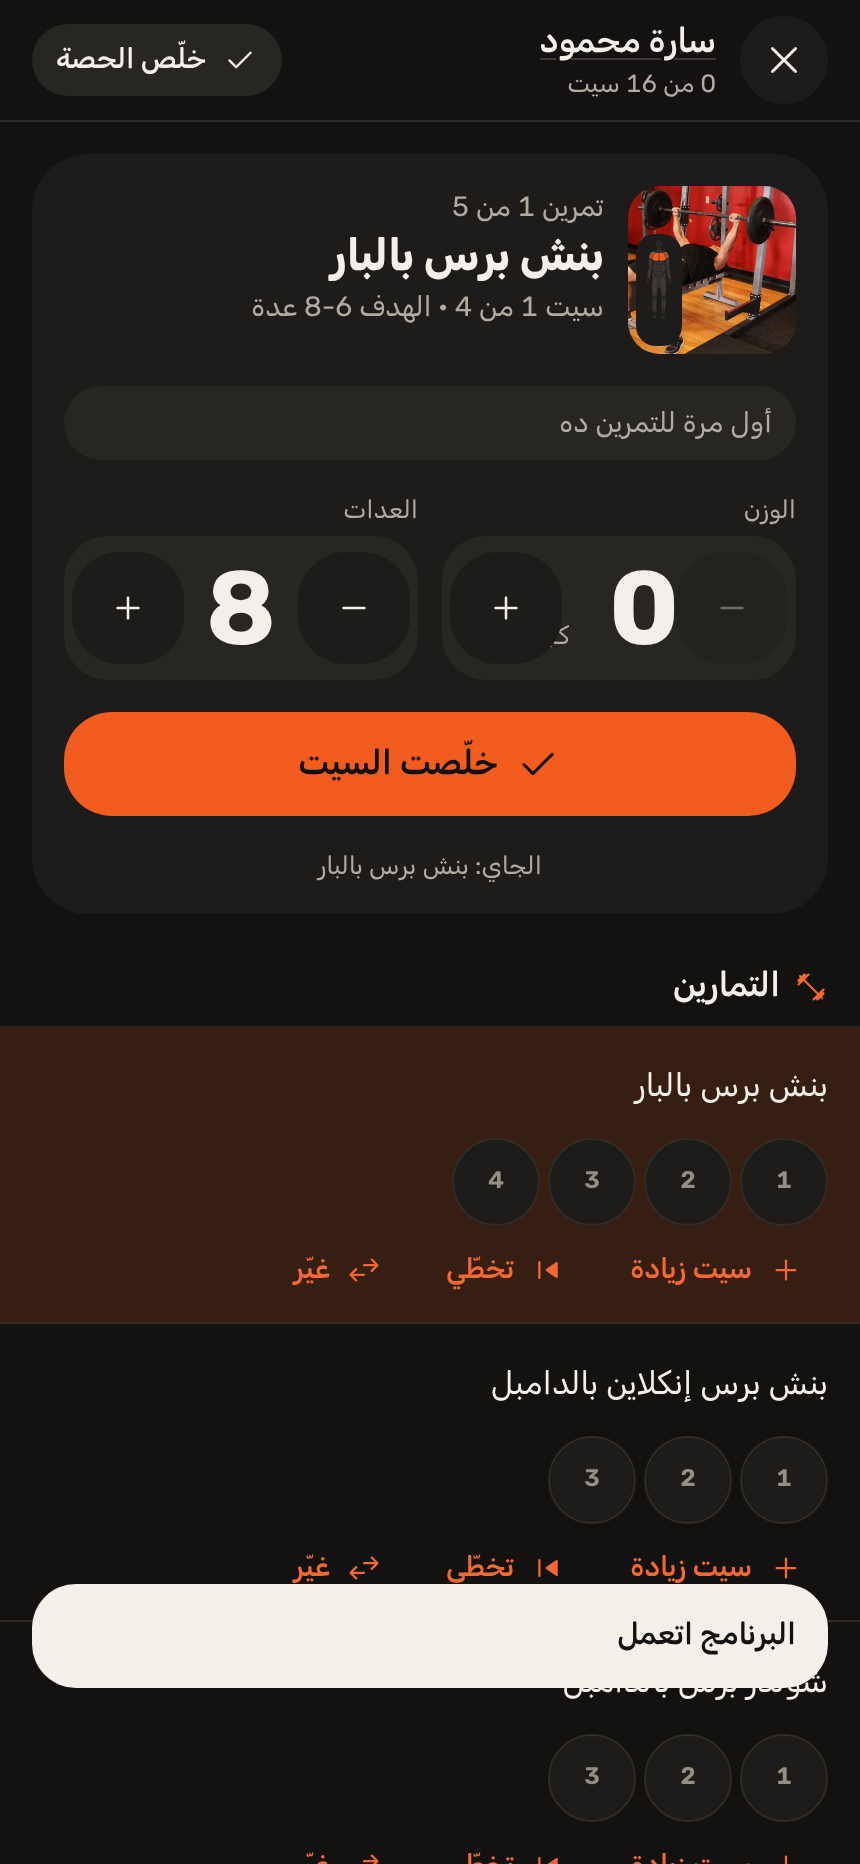 سارة محمود
0 من 16 سيت
خلّص الحصة
تمرين 1 من 5
بنش برس بالبار
سيت 1 من 4 • الهدف 6-8 عدة
أول مرة للتمرين ده
الوزن
العدات
0
8
خلّصت السيت
الجاي: بنش برس بالبار
التمارين
بنش برس بالبار
1 2 3 4
سيت زيادة تخطّي غيّر
بنش برس إنكلاين بالدامبل
1 2 3
سيت زيادة تخطّي غيّر
البرنامج اتعمل
1 2 3